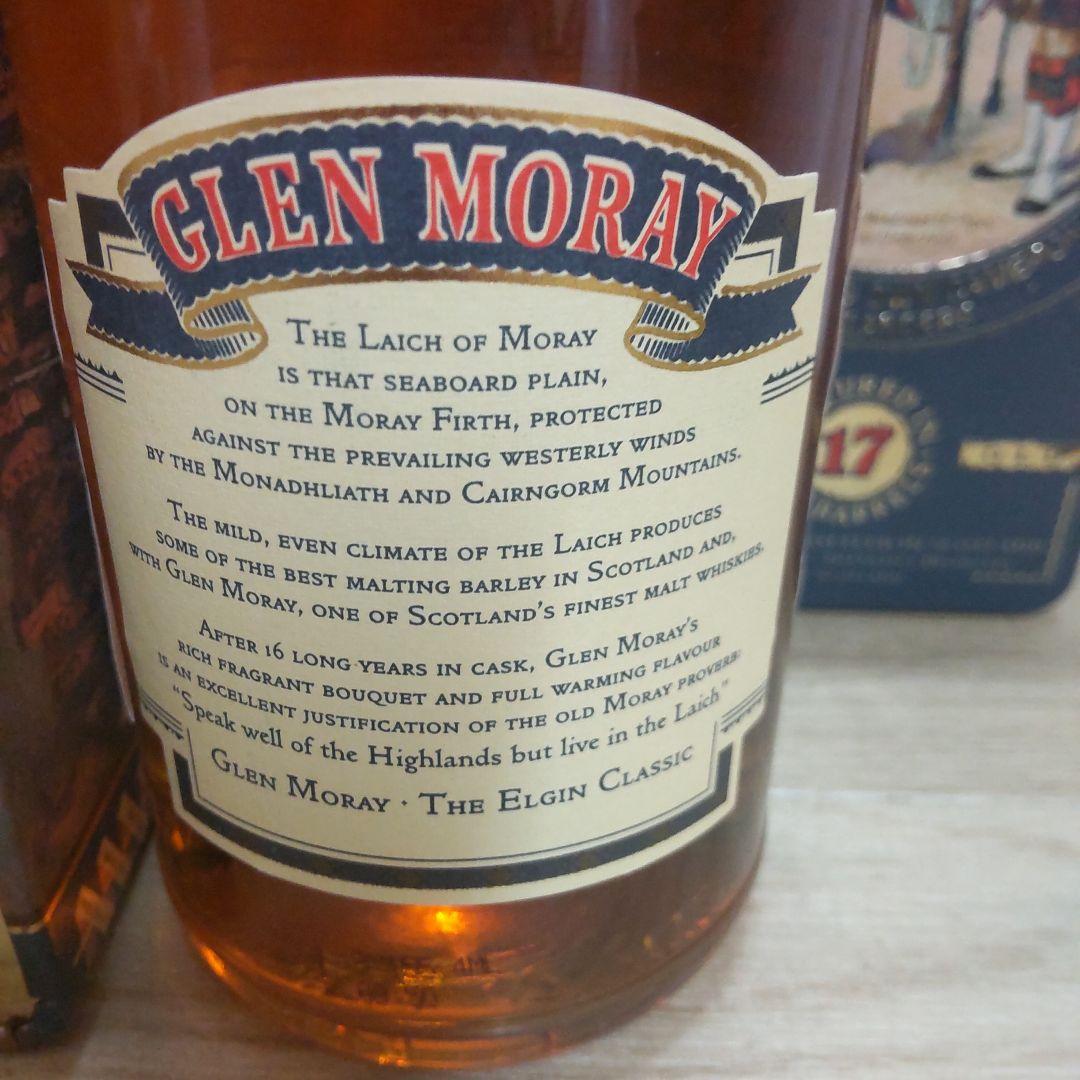 GLEN MORAY
THE LAICH OF MORAY
IS THAT SEABOARD PLAIN,
ON THE MORAY FIRTH, PROTECTED
AGAINST THE PREVAILING WESTERLY WINDS
BY THE MONADHLIATH AND CAIRNGORM MOUNTAINS.
THE MILD, EVEN CLIMATE OF THE LAICH PRODUCES
SOME OF THE BEST MALTING BARLEY IN SCOTLAND AND,
WITH GLEN MORAY, ONE OF SCOTLAND'S FINEST MALT WHISKIES.
AFTER 16 LONG YEARS IN CASK, GLEN MORAY'S
RICH FRAGRANT BOUQUET AND FULL WARMING FLAVOUR
IS AN EXCELLENT JUSTIFICATION OF THE OLD MORAY PROVERB:
"Speak well of the Highlands but live in the Laich"
GLEN MORAY · THE ELGIN CLASSIC
17